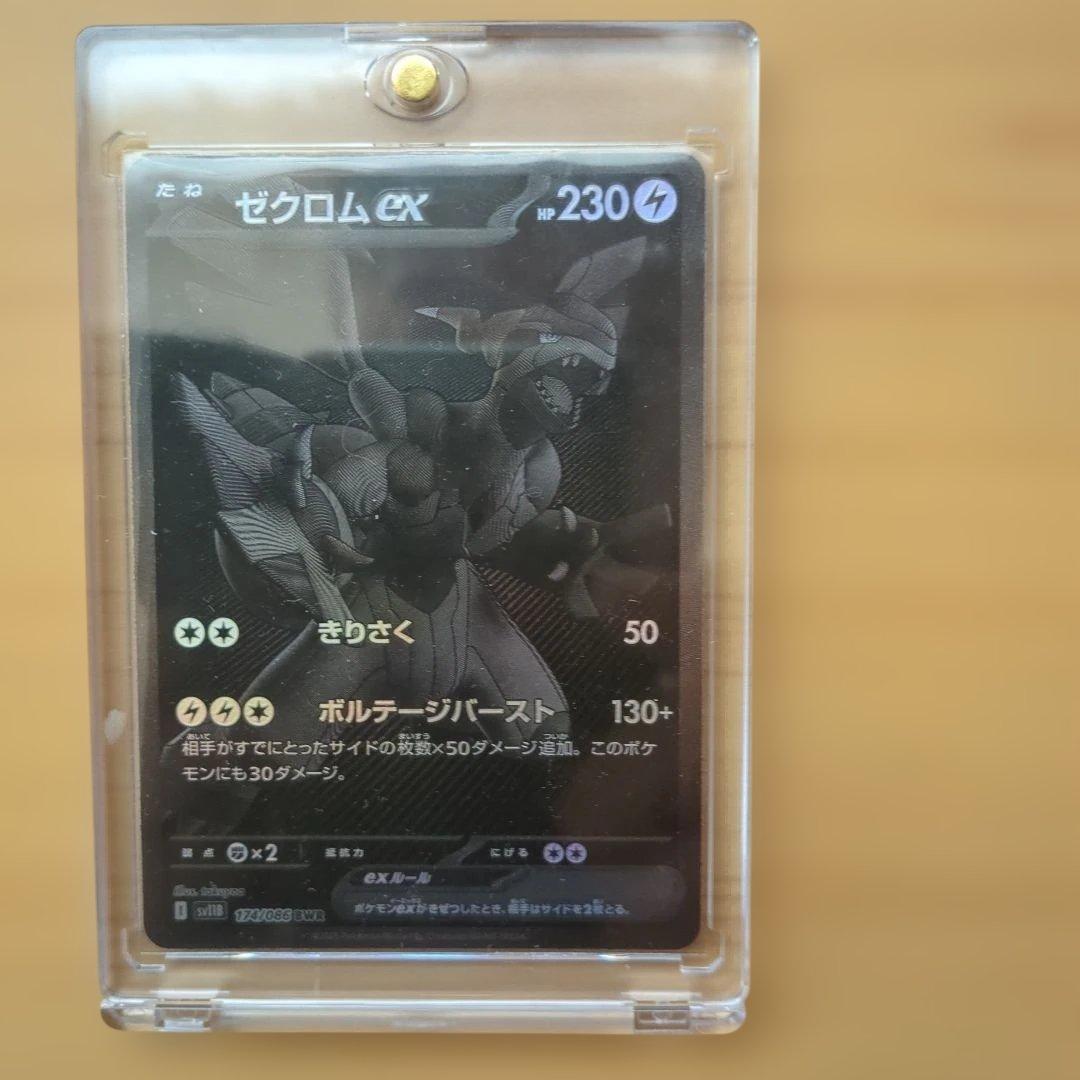 たね ゼクロムex HP230
きりさく 50
ボルテージバースト 130+
相手がすでにとったサイドの枚数×50ダメージ追加。このポケ
モンにも30ダメージ。
弱点 ×2 抵抗力 にげる
exルール
ポケモンexがきぜつしたとき、相手はサイドを2枚とる。
illus. takuyoa
I sv11B 174/086 BWR